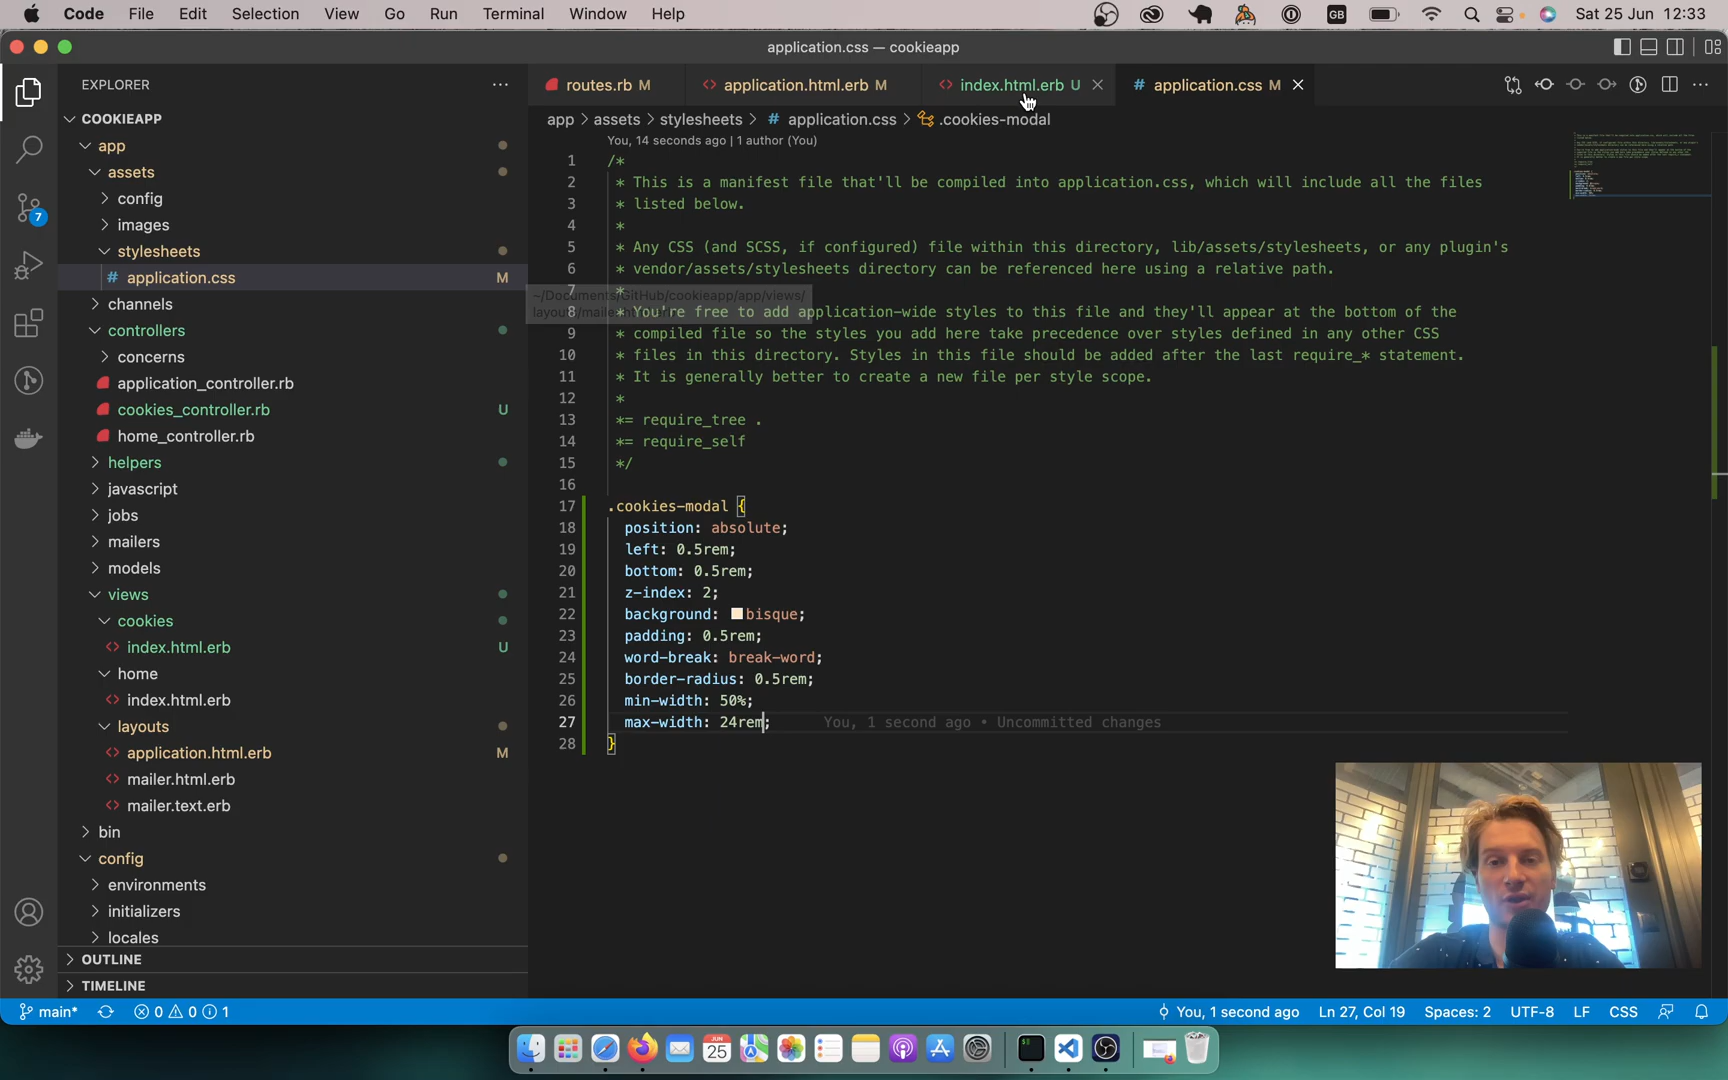 Code File Edit Selection View Go Run Terminal Window Help GB Sat 25 Jun 12:33
application.css — cookieapp
EXPLORER
routes.rb M application.html.erb M index.html.erb U application.css M
COOKIEAPP
app > assets > stylesheets > # application.css > .cookies-modal
You, 14 seconds ago | 1 author (You)
app
assets
config
images
stylesheets
# application.css M
channels
controllers
concerns
application_controller.rb
cookies_controller.rb U
home_controller.rb
helpers
javascript
jobs
mailers
models
views
cookies
index.html.erb U
home
index.html.erb
layouts
application.html.erb M
mailer.html.erb
mailer.text.erb
bin
config
environments
initializers
locales
OUTLINE
TIMELINE
7
1 /*
2 * This is a manifest file that'll be compiled into application.css, which will include all the files
3 * listed below.
4 *
5 * Any CSS (and SCSS, if configured) file within this directory, lib/assets/stylesheets, or any plugin's
6 * vendor/assets/stylesheets directory can be referenced here using a relative path.
7 *
~/Documents/GitHub/cookieapp/app/views/
8 * You're free to add application-wide styles to this file and they'll appear at the bottom of the
9 * compiled file so the styles you add here take precedence over styles defined in any other CSS
10 * files in this directory. Styles in this file should be added after the last require_* statement.
11 * It is generally better to create a new file per style scope.
12 *
13 *= require_tree .
14 *= require_self
15 */
16
17 .cookies-modal {
18 position: absolute;
19 left: 0.5rem;
20 bottom: 0.5rem;
21 z-index: 2;
22 background: bisque;
23 padding: 0.5rem;
24 word-break: break-word;
25 border-radius: 0.5rem;
26 min-width: 50%;
27 max-width: 24rem; You, 1 second ago • Uncommitted changes
28 }
main* 0 0 1 You, 1 second ago Ln 27, Col 19 Spaces: 2 UTF-8 LF CSS
JUN
25